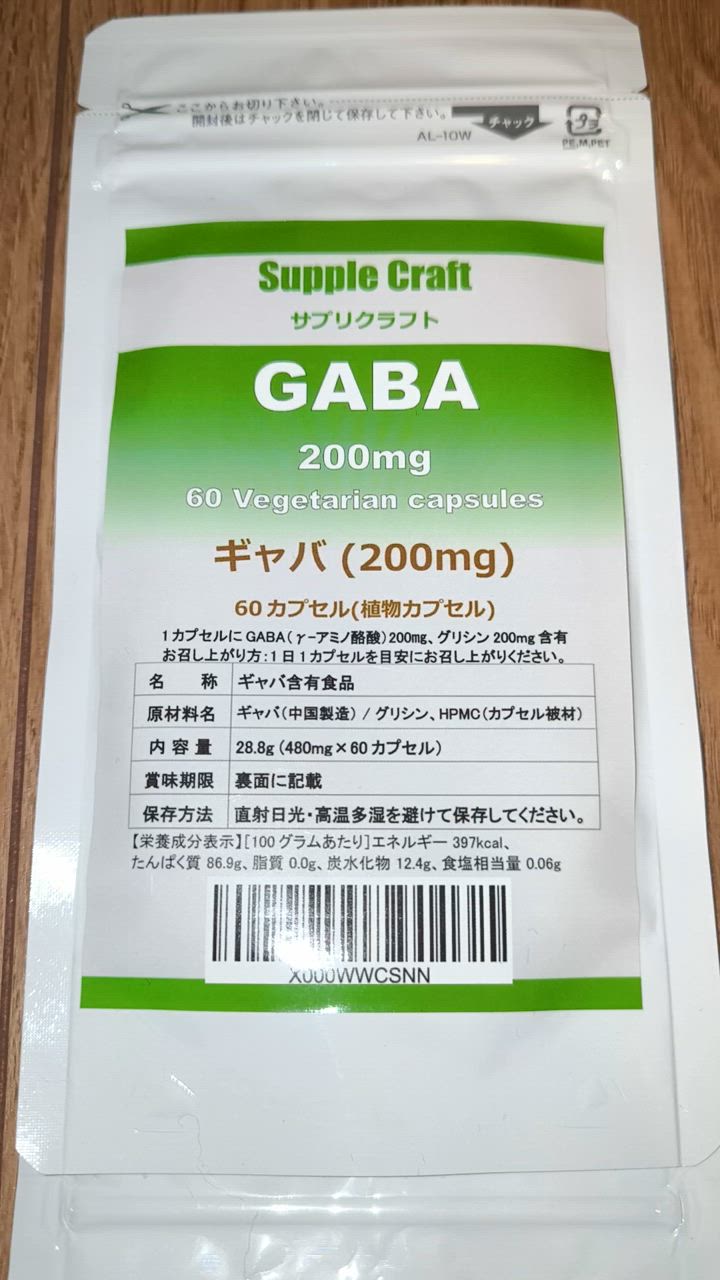 ここからお切り下さい。
開封後はチャックを閉じて保存して下さい。
チャック
AL-10W
プラ
PE,M,PET
Supple Craft
サプリクラフト
GABA
200mg
60 Vegetarian capsules
ギャバ (200mg)
60カプセル(植物カプセル)
1カプセルにGABA(γ-アミノ酪酸)200mg、グリシン200mg含有
お召し上がり方:1日1カプセルを目安にお召し上がりください。
名 称 ギャバ含有食品
原材料名 ギャバ(中国製造) / グリシン、HPMC(カプセル被材)
内容量 28.8g (480mg×60カプセル)
賞味期限 裏面に記載
保存方法 直射日光・高温多湿を避けて保存してください。
【栄養成分表示】[100グラムあたり]エネルギー 397kcal、
たんぱく質 86.9g、脂質 0.0g、炭水化物 12.4g、食塩相当量 0.06g
X000WWCSNN